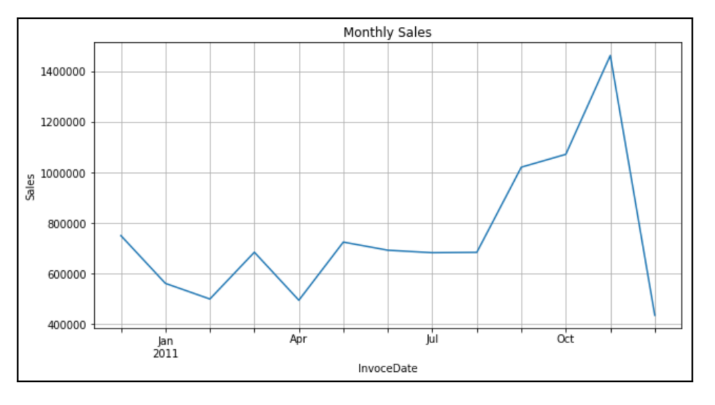 Monthly Sales
1400000
1200000
1000000
800000
600000
400000
Sales
Jan
2011
Apr
Jul
Oct
InvoceDate